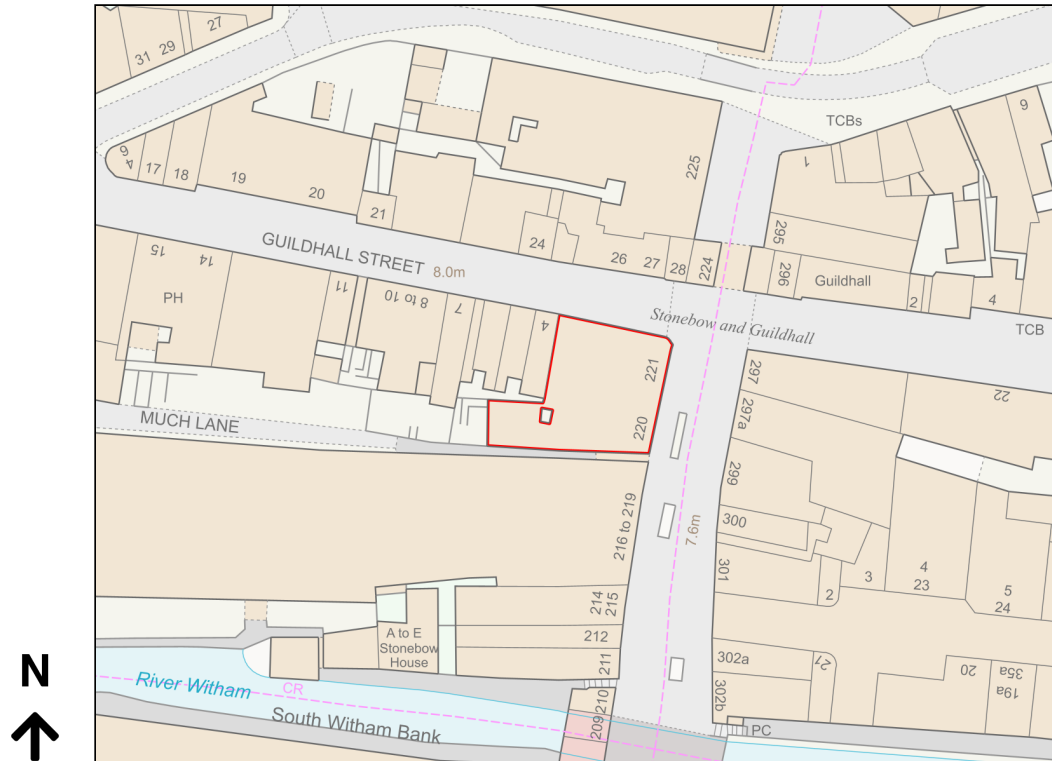 27
29
31
TCBs
9
1
225
6
4
17
18
19
20
21
24
26
27
28
224
295
296
Guildhall
2
4
GUILDHALL STREET
8.0m
Stonebow and Guildhall
TCB
15
14
PH
11
8 to 10
7
4
221
220
297
297a
22
MUCH LANE
299
216 to 219
7.6m
300
301
3
4
23
5
24
2
214
215
212
211
A to E
Stonebow
House
302a
21
20
35a
19a
302b
210
209
N
River Witham
CR
South Witham Bank
PC